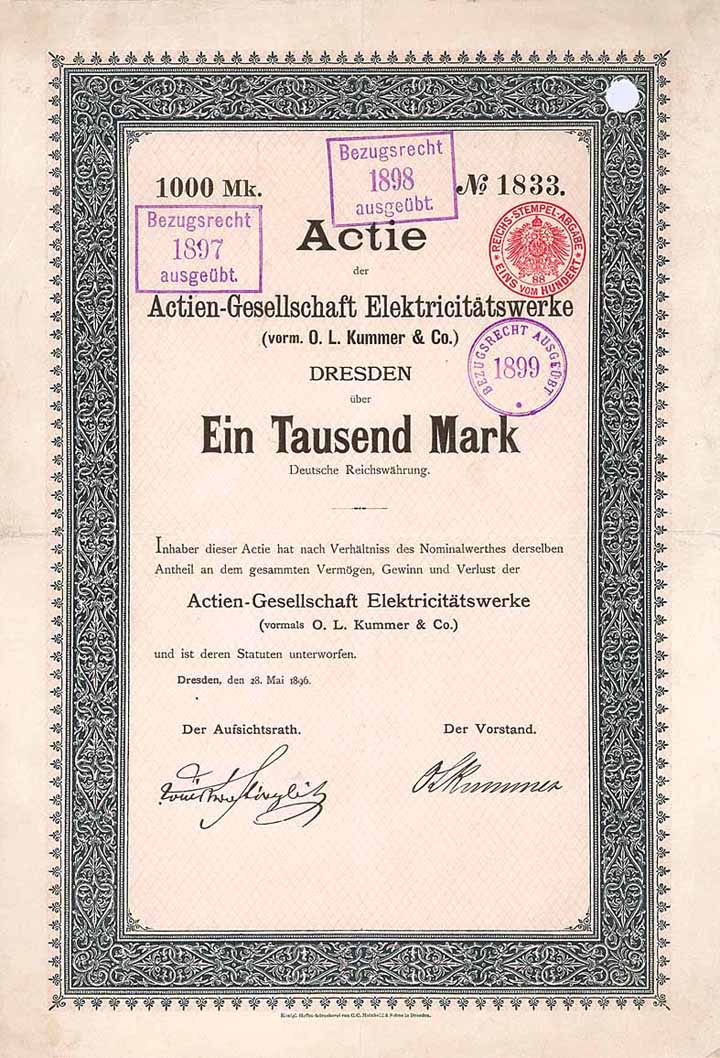 Bezugsrecht
1898
ausgeübt.
1000 Mk.
№ 1833.
Bezugsrecht
1897
ausgeübt.
Actie
REICHS-STEMPEL-ABGABE
88
* EINS VOM HUNDERT *
der
Actien-Gesellschaft Elektricitätswerke
(vorm. O. L. Kummer & Co.)
BEZUGSRECHT AUSGEÜBT
1899
DRESDEN
über
Ein Tausend Mark
Deutsche Reichswährung.
Inhaber dieser Actie hat nach Verhältniss des Nominalwerthes derselben
Antheil an dem gesammten Vermögen, Gewinn und Verlust der
Actien-Gesellschaft Elektricitätswerke
(vormals O. L. Kummer & Co.)
und ist deren Statuten unterworfen.
Dresden, den 28. Mai 1896.
Der Aufsichtsrath.
Der Vorstand.
O L Kummer